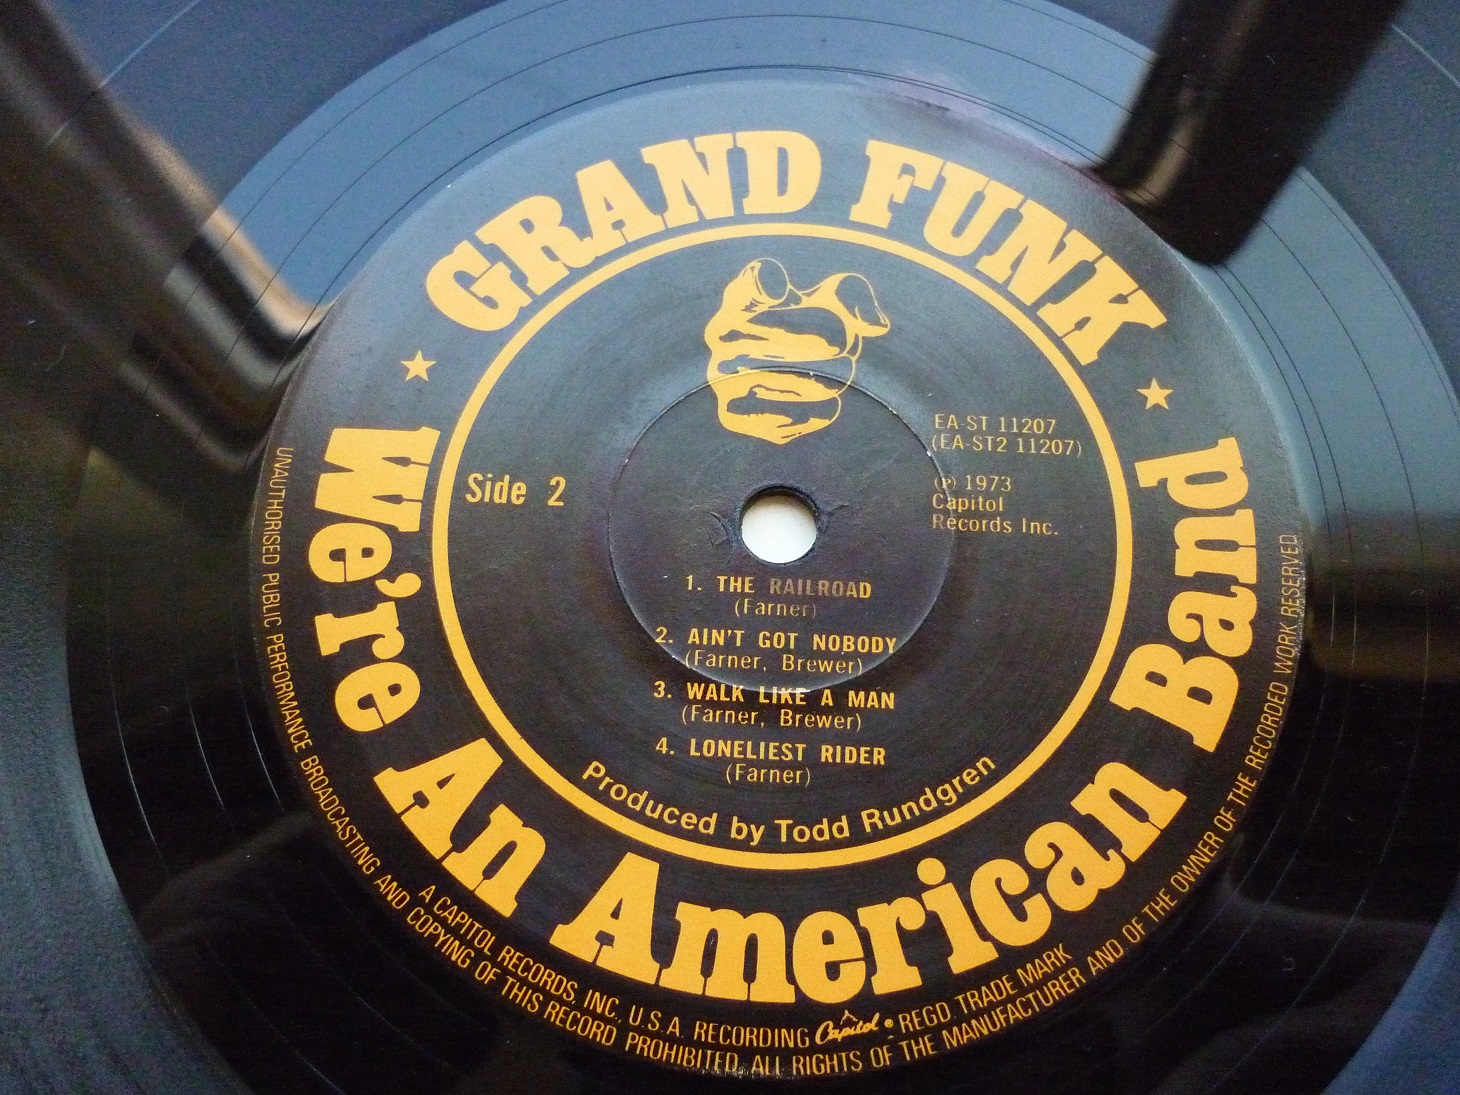 GRAND FUNK
We're An American Band
Side 2
EA-ST 11207
(EA-ST2 11207)
(P) 1973
Capitol
Records Inc.
1. THE RAILROAD
(Farner)
2. AIN'T GOT NOBODY
(Farner, Brewer)
3. WALK LIKE A MAN
(Farner, Brewer)
4. LONELIEST RIDER
(Farner)
Produced by Todd Rundgren
A CAPITOL RECORDS, INC., U.S.A. RECORDING Capitol ® REGD. TRADE MARK
UNAUTHORISED PUBLIC PERFORMANCE BROADCASTING AND COPYING OF THIS RECORD PROHIBITED. ALL RIGHTS OF THE MANUFACTURER AND OF THE OWNER OF THE RECORDED WORK RESERVED